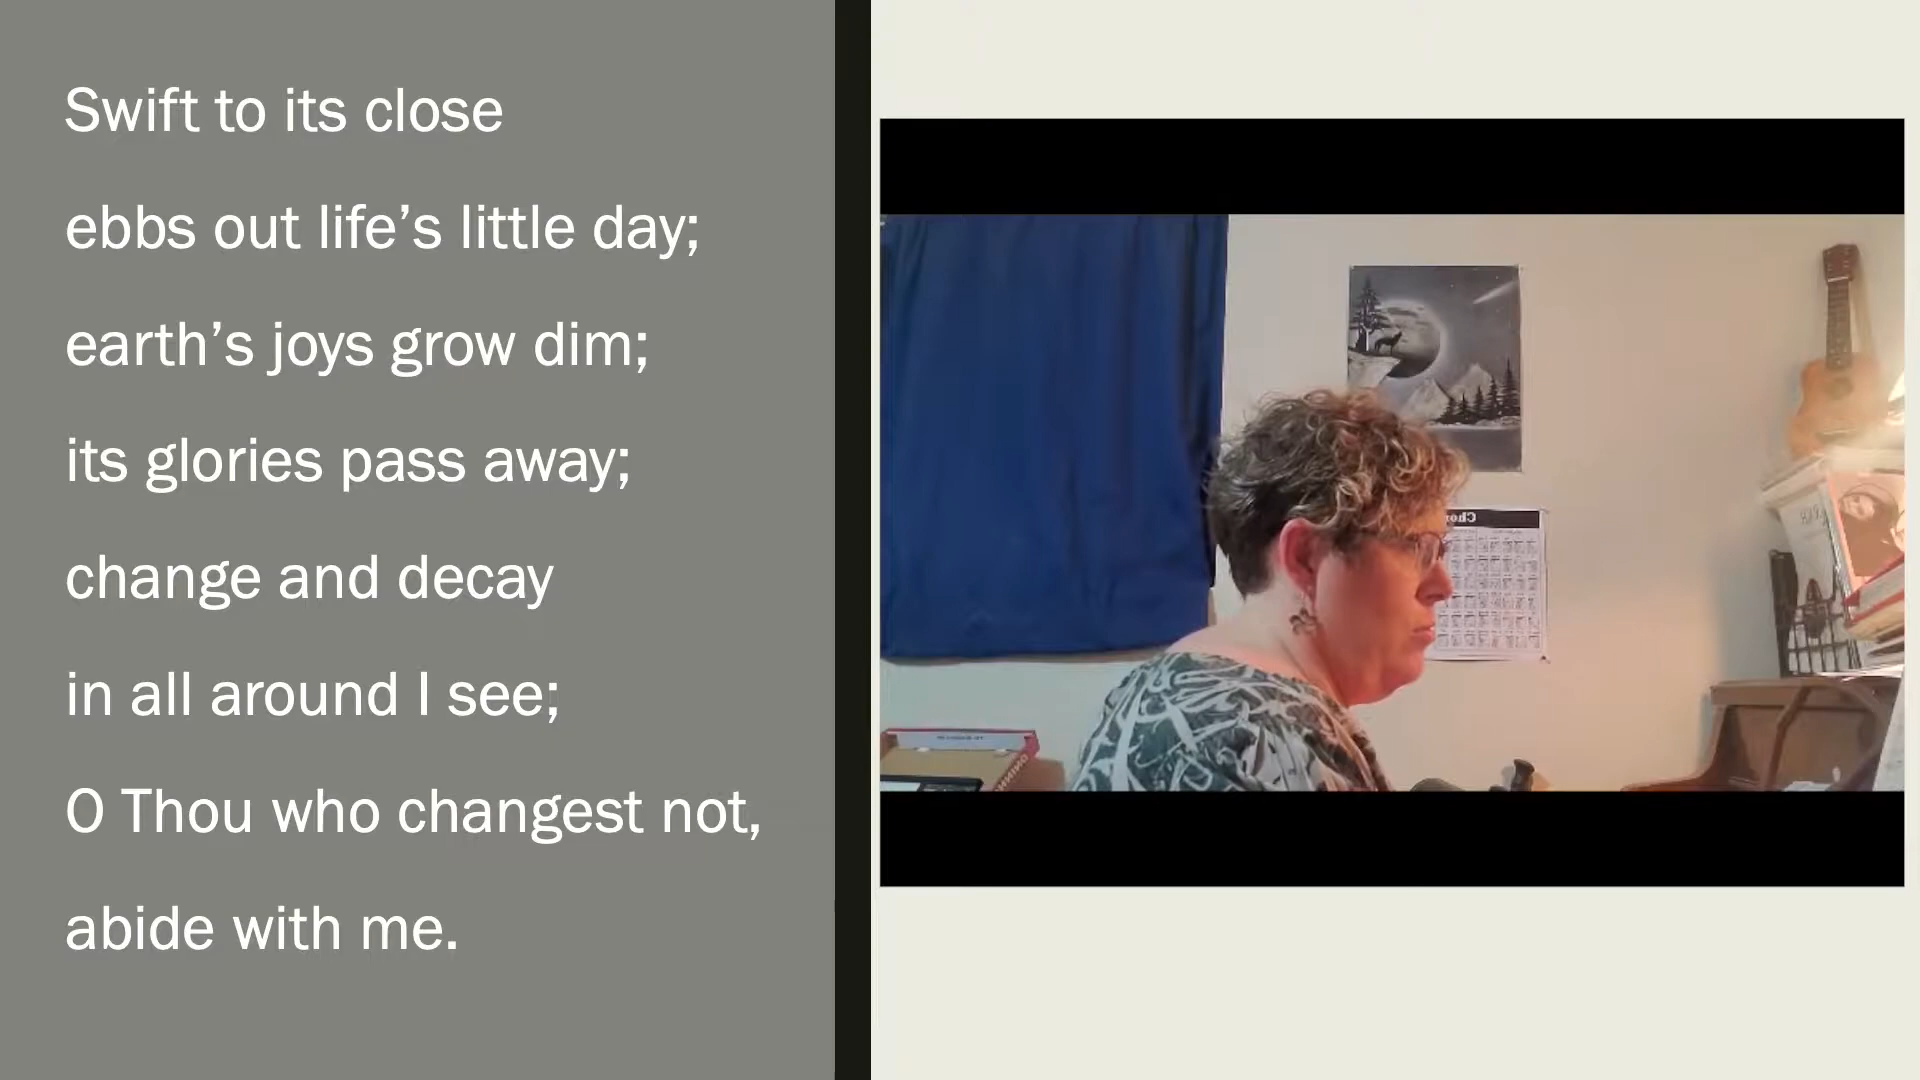 Swift to its close
ebbs out life’s little day;
earth’s joys grow dim;
its glories pass away;
change and decay
in all around I see;
O Thou who changest not,
abide with me.